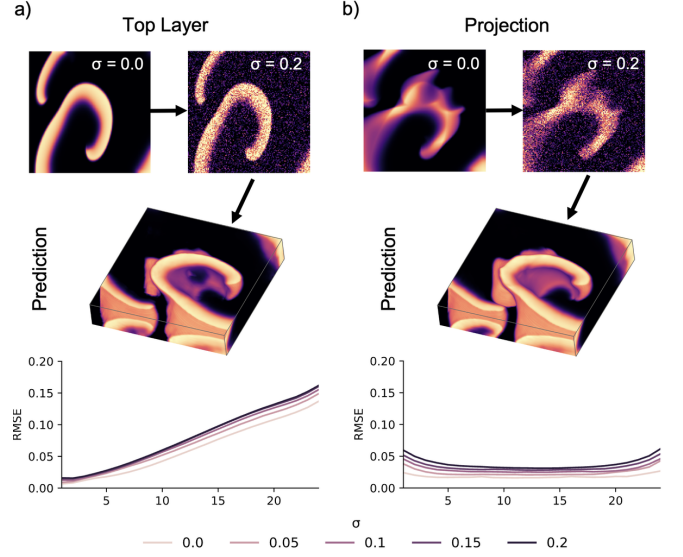 a)
Top Layer
σ = 0.0
σ = 0.2
Prediction
0.20
0.15
0.10
0.05
0.00
RMSE
5
10
15
20
b)
Projection
σ = 0.0
σ = 0.2
Prediction
0.20
0.15
0.10
0.05
0.00
RMSE
5
10
15
20
σ
0.0
0.05
0.1
0.15
0.2